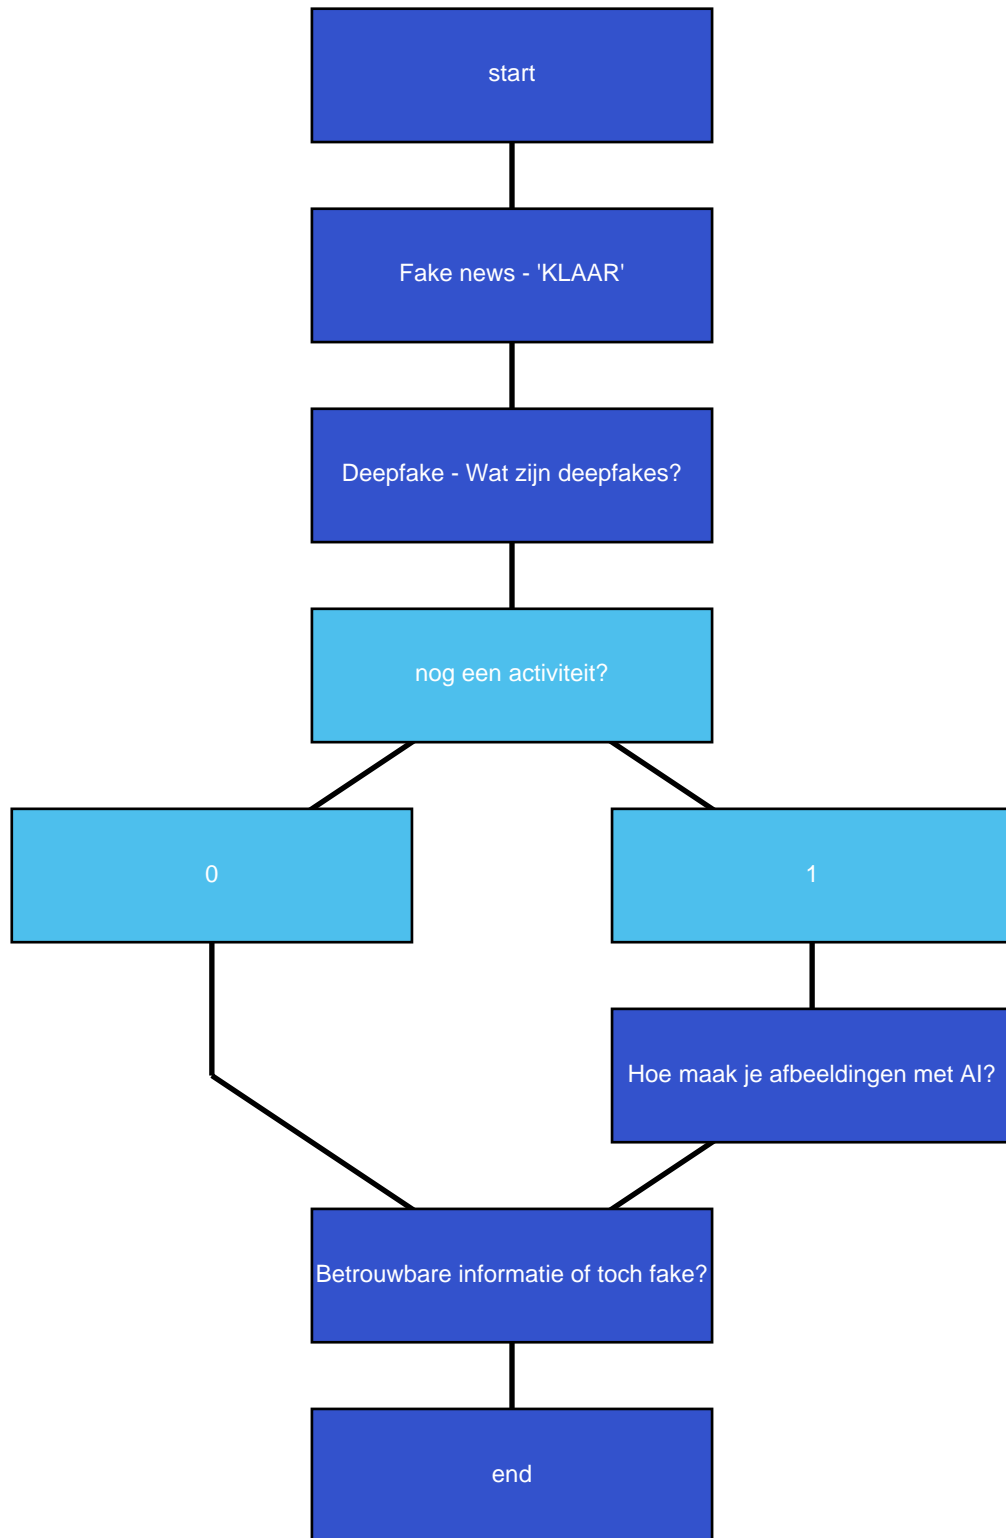 start
Fake news - 'KLAAR'
Deepfake - Wat zijn deepfakes?
nog een activiteit?
0
1
Hoe maak je afbeeldingen met AI?
Betrouwbare informatie of toch fake?
end